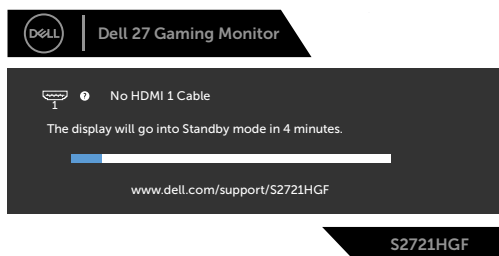 DELL
Dell 27 Gaming Monitor
1
? No HDMI 1 Cable
The display will go into Standby mode in 4 minutes.
www.dell.com/support/S2721HGF
S2721HGF